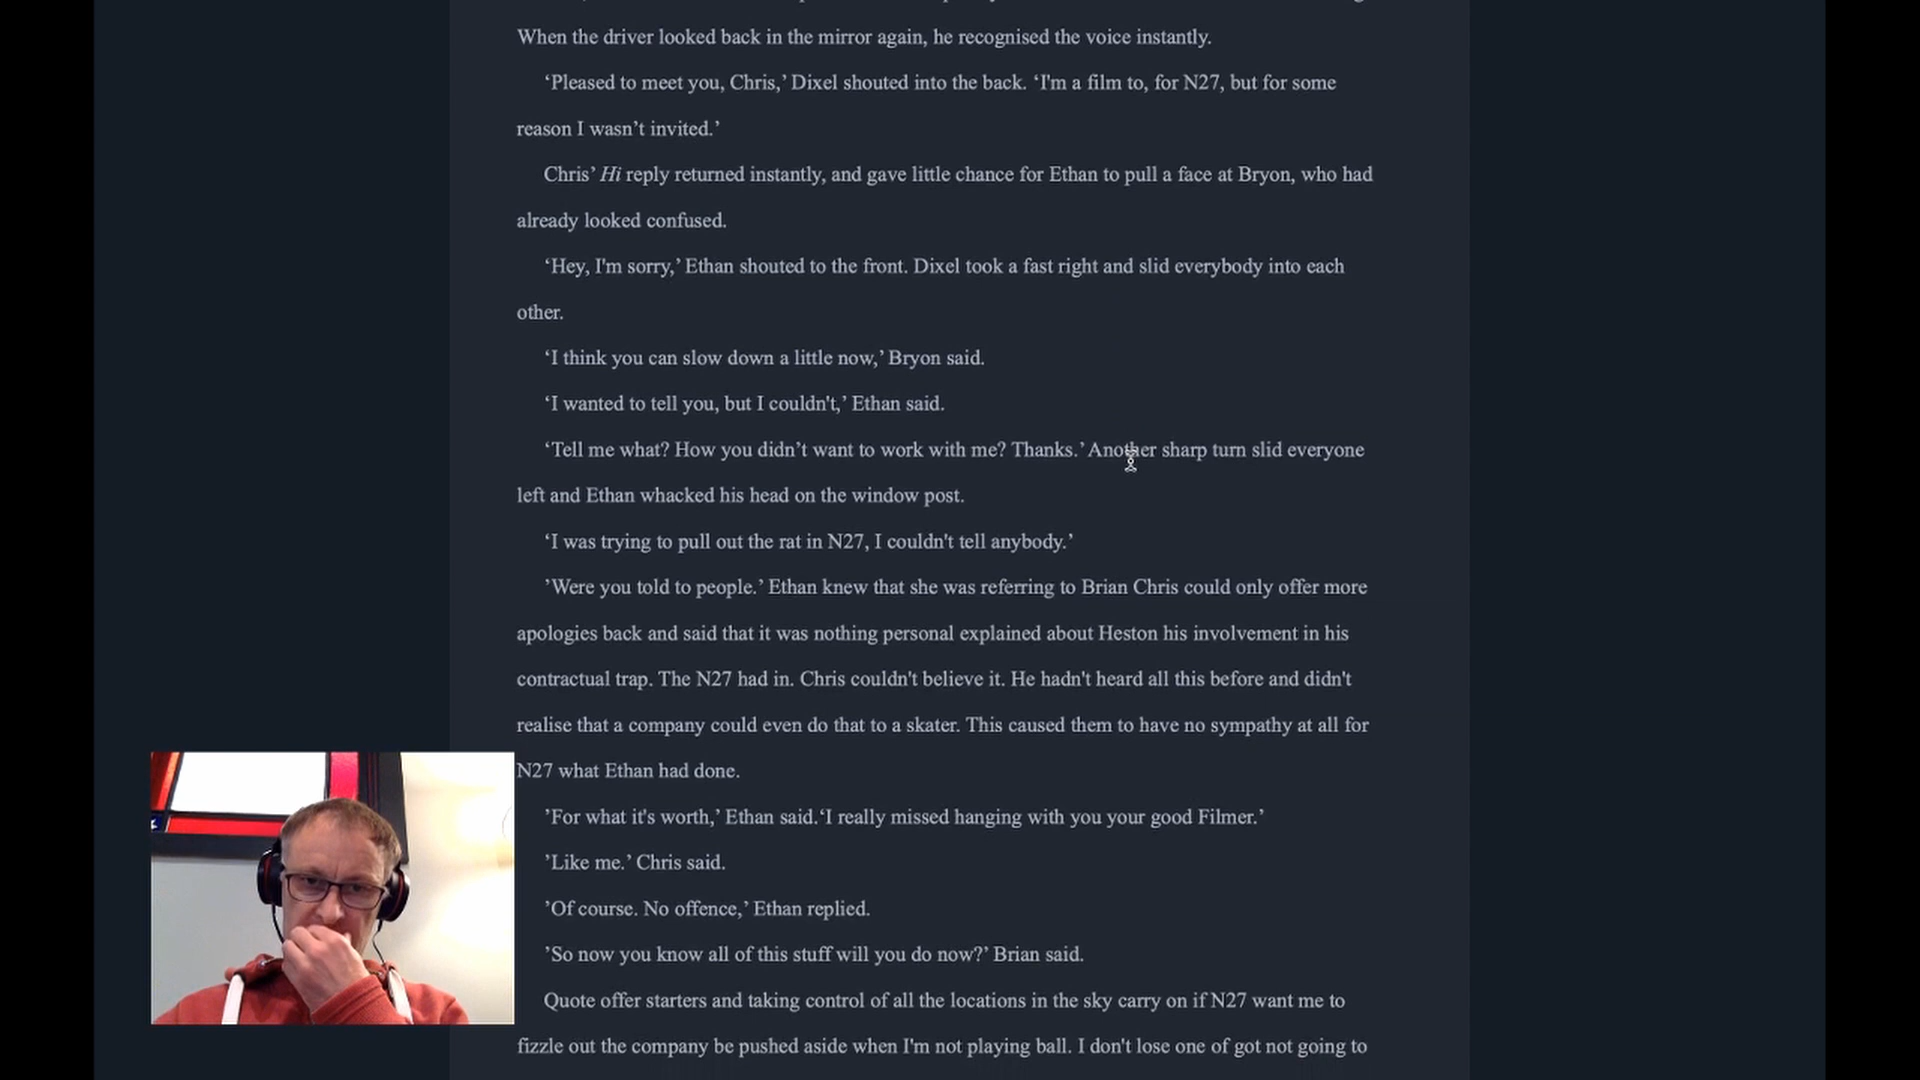 When the driver looked back in the mirror again, he recognised the voice instantly.
‘Pleased to meet you, Chris,’ Dixel shouted into the back. ‘I'm a film to, for N27, but for some
reason I wasn’t invited.’
Chris’ Hi reply returned instantly, and gave little chance for Ethan to pull a face at Bryon, who had
already looked confused.
‘Hey, I'm sorry,’ Ethan shouted to the front. Dixel took a fast right and slid everybody into each
other.
‘I think you can slow down a little now,’ Bryon said.
‘I wanted to tell you, but I couldn't,’ Ethan said.
‘Tell me what? How you didn’t want to work with me? Thanks.’ Another sharp turn slid everyone
left and Ethan whacked his head on the window post.
‘I was trying to pull out the rat in N27, I couldn't tell anybody.’
’Were you told to people.’ Ethan knew that she was referring to Brian Chris could only offer more
apologies back and said that it was nothing personal explained about Heston his involvement in his
contractual trap. The N27 had in. Chris couldn't believe it. He hadn't heard all this before and didn't
realise that a company could even do that to a skater. This caused them to have no sympathy at all for
N27 what Ethan had done.
’For what it's worth,’ Ethan said.‘I really missed hanging with you your good Filmer.’
’Like me.’ Chris said.
’Of course. No offence,’ Ethan replied.
’So now you know all of this stuff will you do now?’ Brian said.
Quote offer starters and taking control of all the locations in the sky carry on if N27 want me to
fizzle out the company be pushed aside when I'm not playing ball. I don't lose one of got not going to